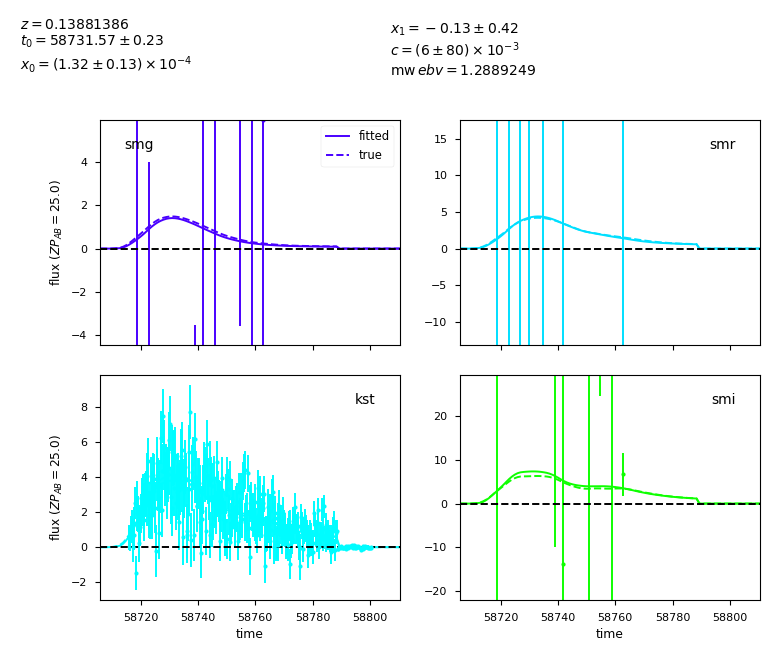 z = 0.13881386
t₀ = 58731.57 ± 0.23
x₀ = (1.32 ± 0.13) × 10⁻⁴
x₁ = −0.13 ± 0.42
c = (6 ± 80) × 10⁻³
mw ebv = 1.2889249
smg
fitted
true
4
2
0
−2
−4
flux (ZP_AB = 25.0)
smr
15
10
5
0
−5
−10
kst
8
6
4
2
0
−2
flux (ZP_AB = 25.0)
58720 58740 58760 58780 58800
time
smi
20
10
0
−10
−20
58720 58740 58760 58780 58800
time